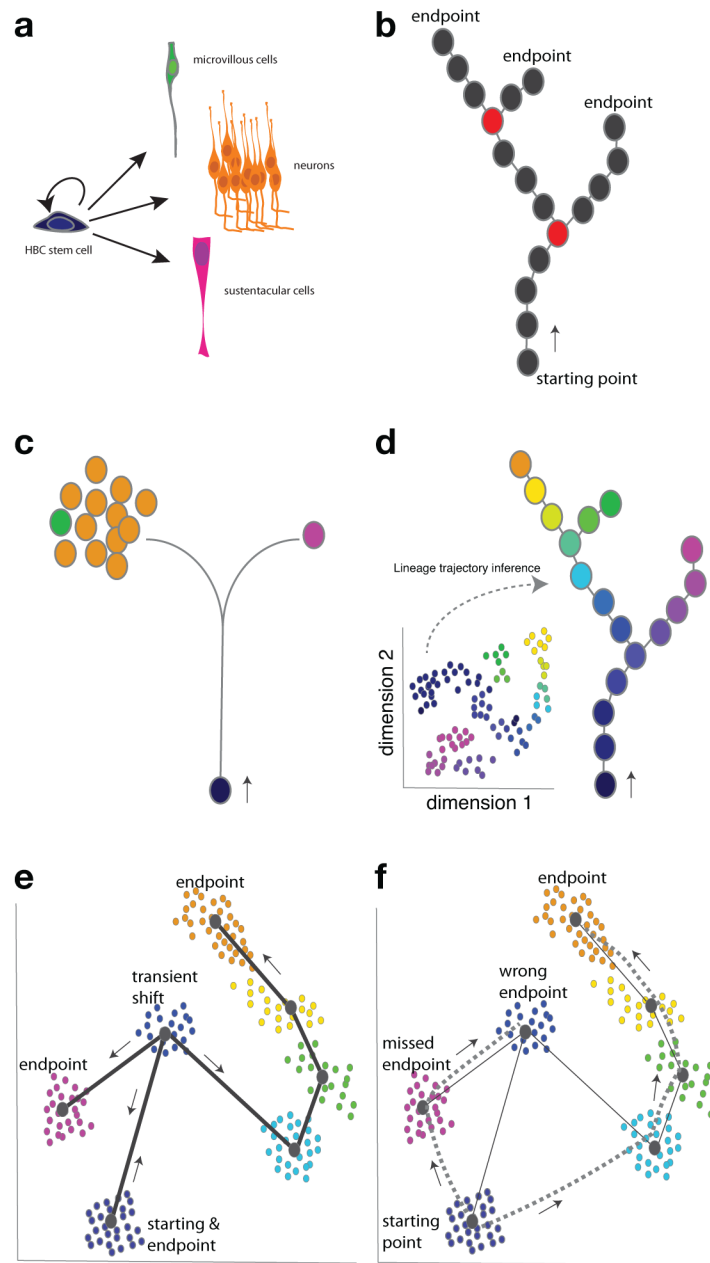 a
microvillous cells
neurons
HBC stem cell
sustentacular cells
b
endpoint
endpoint
endpoint
starting point
c
d
Lineage trajectory inference
dimension 2
dimension 1
e
endpoint
transient
shift
endpoint
starting &
endpoint
f
endpoint
wrong
endpoint
missed
endpoint
starting
point